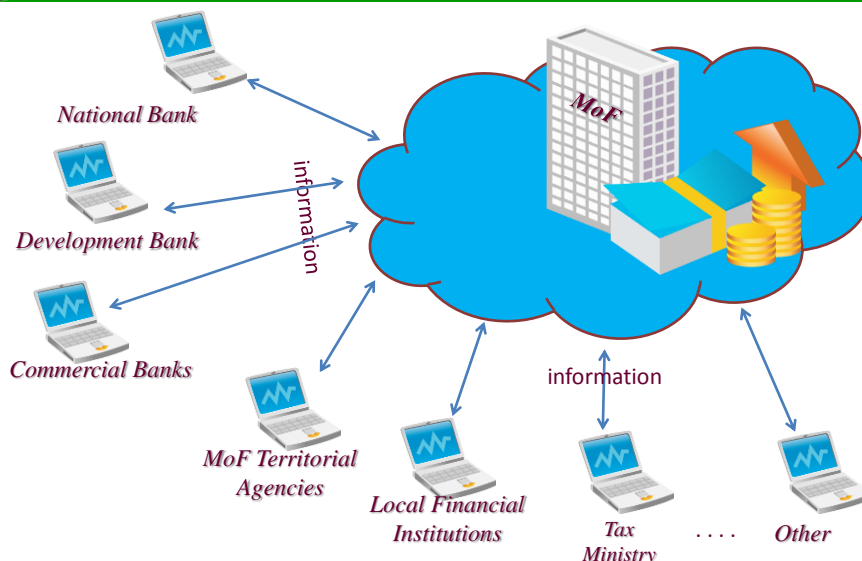 MoF
National Bank
information
Development Bank
Commercial Banks
information
MoF Territorial
Agencies
Local Financial
Institutions
Tax
Ministry
. . . .
Other